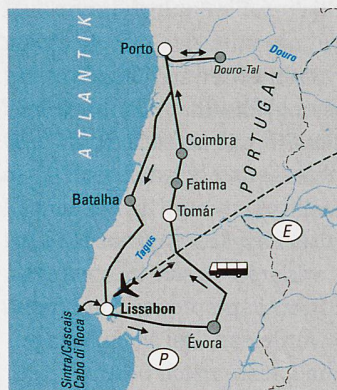 Porto
Douro
Douro-Tal
ATLANTIK
PORTUGAL
Coimbra
Fatima
Batalha
Tomár
Tagus
E
Lissabon
Sintra/Cascais
Cabo di Roca
Évora
P